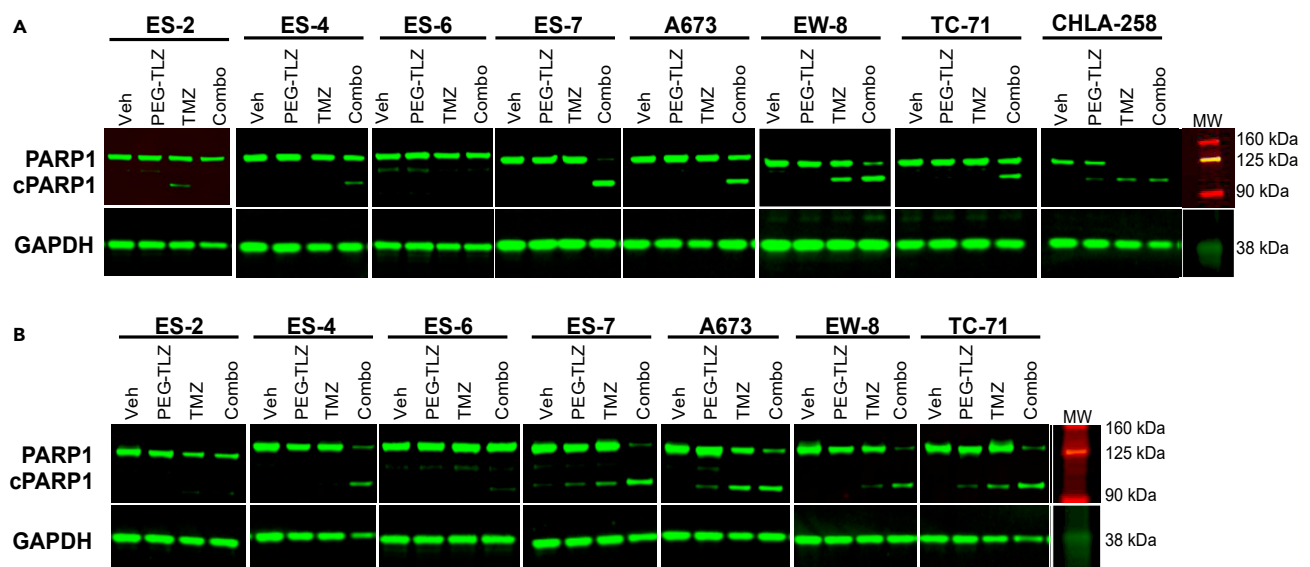 A
ES-2 ES-4 ES-6 ES-7 A673 EW-8 TC-71 CHLA-258
Veh PEG-TLZ TMZ Combo Veh PEG-TLZ TMZ Combo Veh PEG-TLZ TMZ Combo Veh PEG-TLZ TMZ Combo Veh PEG-TLZ TMZ Combo Veh PEG-TLZ TMZ Combo Veh PEG-TLZ TMZ Combo Veh PEG-TLZ TMZ Combo MW
160 kDa
PARP1 125 kDa
cPARP1 90 kDa
GAPDH 38 kDa
B
ES-2 ES-4 ES-6 ES-7 A673 EW-8 TC-71
Veh PEG-TLZ TMZ Combo Veh PEG-TLZ TMZ Combo Veh PEG-TLZ TMZ Combo Veh PEG-TLZ TMZ Combo Veh PEG-TLZ TMZ Combo Veh PEG-TLZ TMZ Combo Veh PEG-TLZ TMZ Combo MW
160 kDa
PARP1 125 kDa
cPARP1 90 kDa
GAPDH 38 kDa